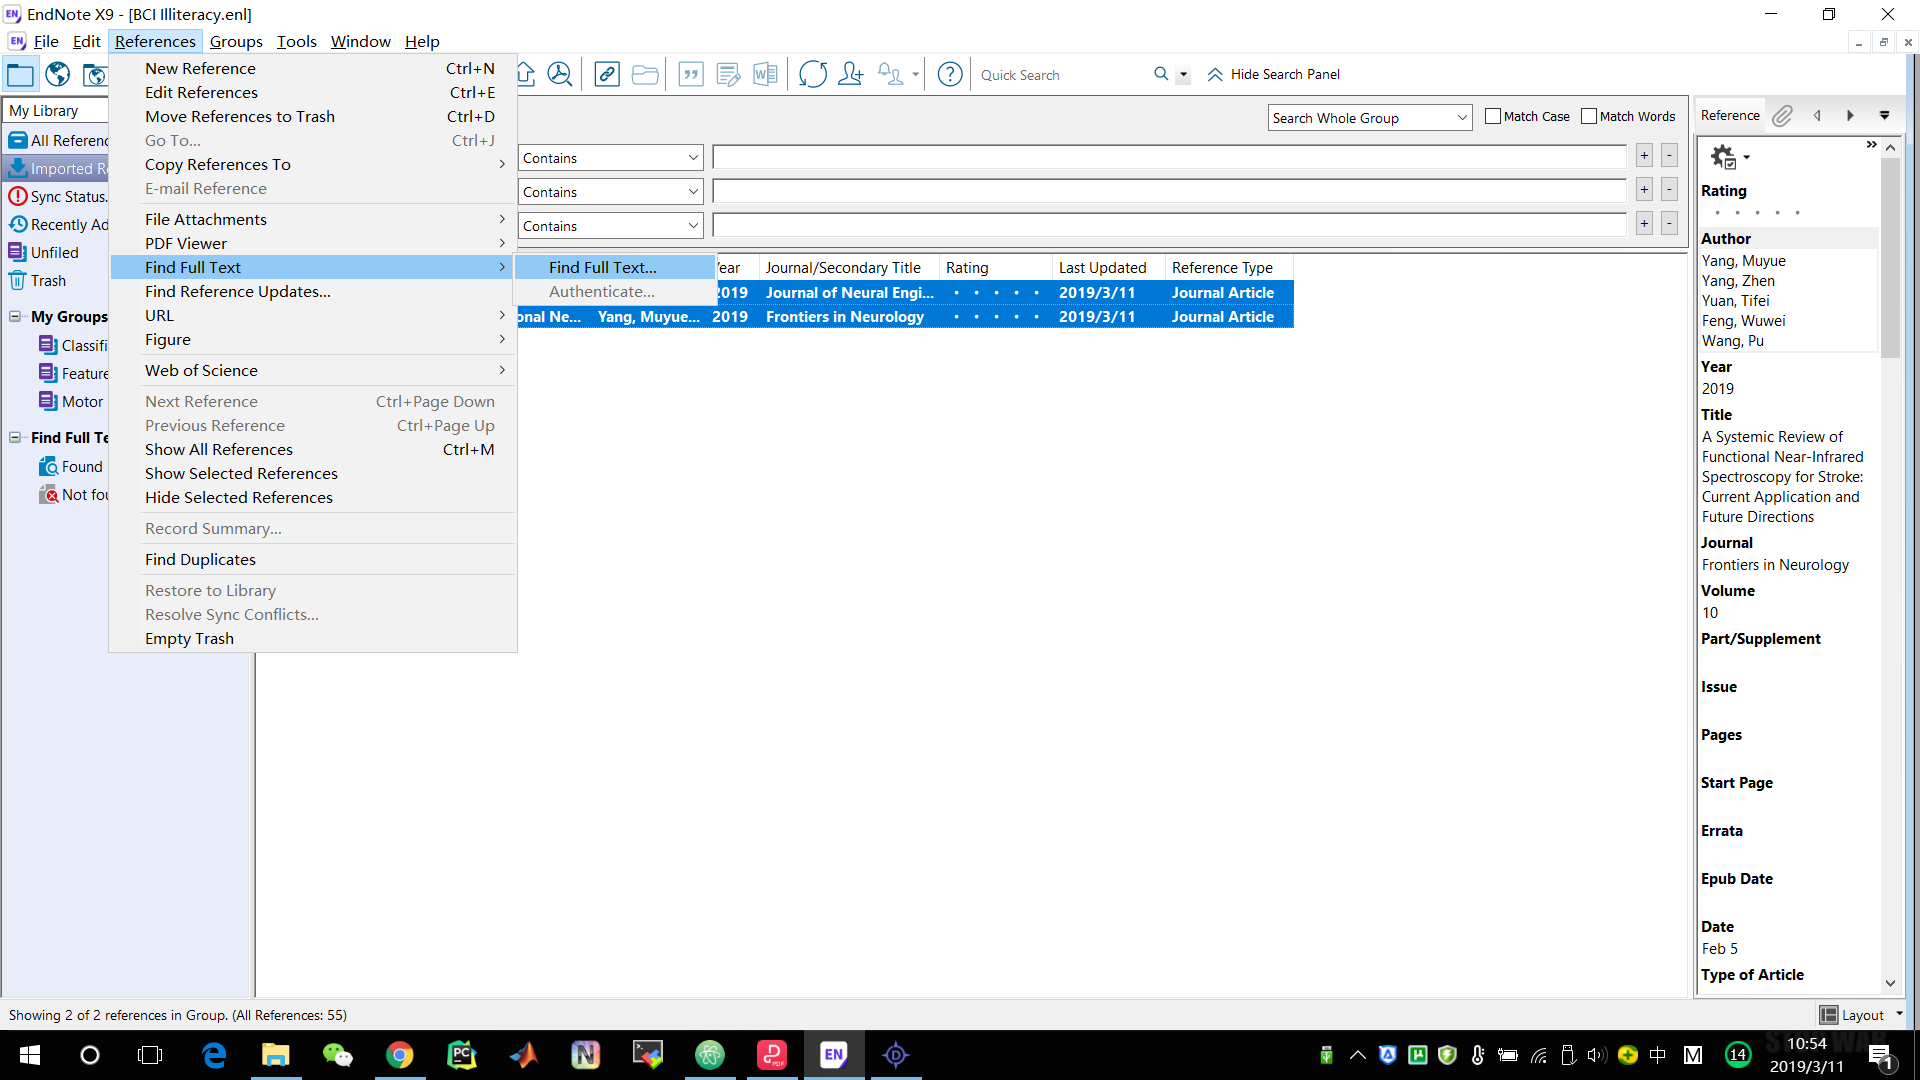 EndNote X9 - [BCI Illiteracy.enl]
File Edit References Groups Tools Window Help
New Reference Ctrl+N
Edit References Ctrl+E
Move References to Trash Ctrl+D
Go To... Ctrl+J
Copy References To
E-mail Reference
File Attachments
PDF Viewer
Find Full Text
Find Reference Updates...
URL
Figure
Web of Science
Next Reference Ctrl+Page Down
Previous Reference Ctrl+Page Up
Show All References Ctrl+M
Show Selected References
Hide Selected References
Record Summary...
Find Duplicates
Restore to Library
Resolve Sync Conflicts...
Empty Trash
Find Full Text...
Authenticate...
My Library
All Referenc
Imported R
Sync Status.
Recently Ad
Unfiled
Trash
My Groups
Classifi
Feature
Motor
Find Full Te
Found
Not fou
Quick Search
Hide Search Panel
Search Whole Group Match Case Match Words
Contains + -
Contains + -
Contains + -
Year Journal/Secondary Title Rating Last Updated Reference Type
2019 Journal of Neural Engi... 2019/3/11 Journal Article
onal Ne... Yang, Muyue... 2019 Frontiers in Neurology 2019/3/11 Journal Article
Reference
Rating
Author
Yang, Muyue
Yang, Zhen
Yuan, Tifei
Feng, Wuwei
Wang, Pu
Year
2019
Title
A Systemic Review of
Functional Near-Infrared
Spectroscopy for Stroke:
Current Application and
Future Directions
Journal
Frontiers in Neurology
Volume
10
Part/Supplement
Issue
Pages
Start Page
Errata
Epub Date
Date
Feb 5
Type of Article
Showing 2 of 2 references in Group. (All References: 55)
Layout
EN
中
M
14
10:54
2019/3/11
1